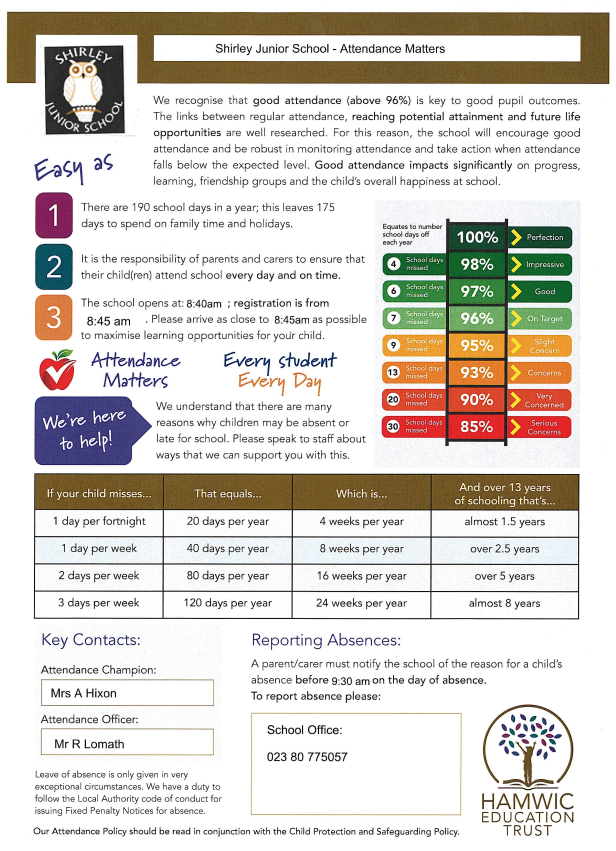 Shirley Junior School - Attendance Matters
SHIRLEY
JUNIOR SCHOOL
We recognise that good attendance (above 96%) is key to good pupil outcomes.
The links between regular attendance, reaching potential attainment and future life
opportunities are well researched. For this reason, the school will encourage good
attendance and be robust in monitoring attendance and take action when attendance
falls below the expected level. Good attendance impacts significantly on progress,
learning, friendship groups and the child's overall happiness at school.
Easy as
1
There are 190 school days in a year; this leaves 175
days to spend on family time and holidays.
2
It is the responsibility of parents and carers to ensure that
their child(ren) attend school every day and on time.
3
The school opens at: 8:40am ; registration is from
8:45 am . Please arrive as close to 8:45am as possible
to maximise learning opportunities for your child.
Equates to number
school days off
each year
100% Perfection
4 School days missed 98% Impressive
6 School days missed 97% Good
7 School days missed 96% On Target
9 School days missed 95% Slight Concern
13 School days missed 93% Concerns
20 School days missed 90% Very Concerned
30 School days missed 85% Serious Concerns
Attendance
Matters
Every student
Every Day
We're here
to help!
We understand that there are many
reasons why children may be absent or
late for school. Please speak to staff about
ways that we can support you with this.
If your child misses... That equals... Which is... And over 13 years of schooling that's...
1 day per fortnight 20 days per year 4 weeks per year almost 1.5 years
1 day per week 40 days per year 8 weeks per year over 2.5 years
2 days per week 80 days per year 16 weeks per year over 5 years
3 days per week 120 days per year 24 weeks per year almost 8 years
Key Contacts:
Attendance Champion:
Mrs A Hixon
Attendance Officer:
Mr R Lomath
Leave of absence is only given in very
exceptional circumstances. We have a duty to
follow the Local Authority code of conduct for
issuing Fixed Penalty Notices for absence.
Reporting Absences:
A parent/carer must notify the school of the reason for a child's
absence before 9:30 am on the day of absence.
To report absence please:
School Office:
023 80 775057
HAMWIC
EDUCATION
TRUST
Our Attendance Policy should be read in conjunction with the Child Protection and Safeguarding Policy.